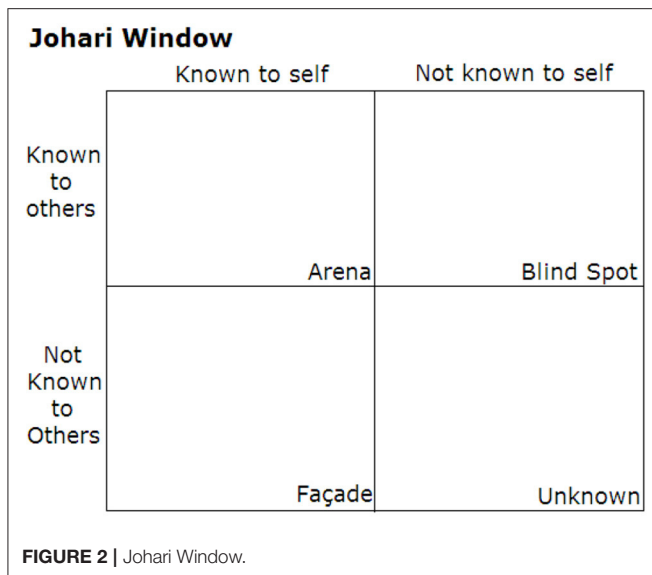 Johari Window
Known to self
Not known to self
Known
to
others
Arena
Blind Spot
Not
Known
to
Others
Façade
Unknown
FIGURE 2 | Johari Window.